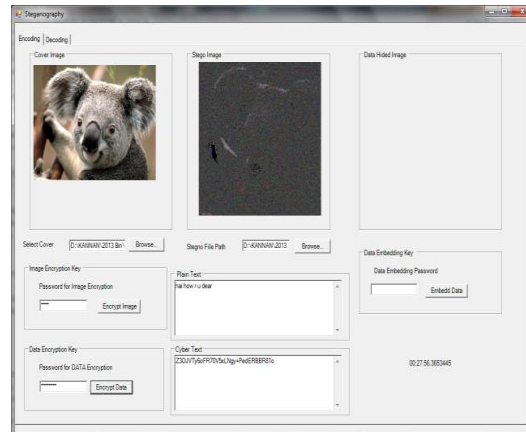 Steganography
Encoding Decoding
Cover Image
Stego Image
Data Hided Image
Select Cover D:\KANNAN\2013 Bin\ Browse...
Stegno File Path D:\KANNAN\2013 Browse...
Data Embedding Key
Data Embedding Password
Embedd Data
Image Encryption Key
Password for Image Encryption
Encrypt Image
Plain Text
hai how r u dear
Data Encryption Key
Password for DATA Encryption
Encrypt Data
Cyber Text
00:27:56.3653445